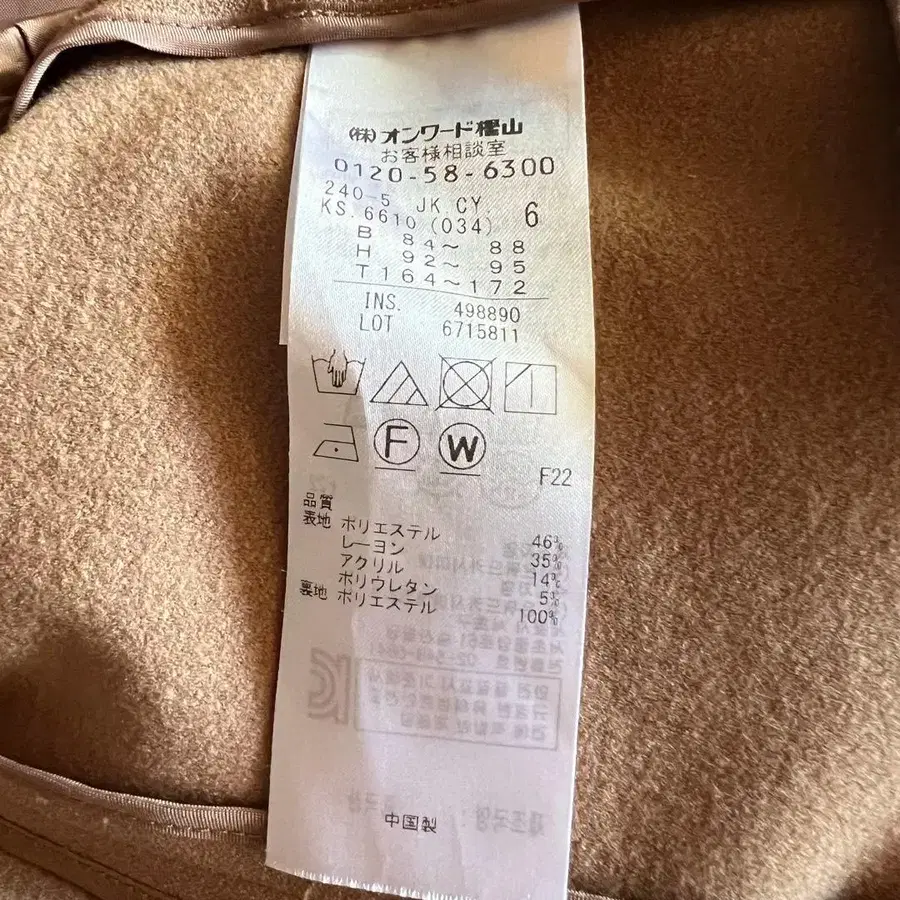 (株)オンワード樫山
お客様相談室
0120-58-6300
240-5 JK CY
KS. 6610 (034) 6
B 84～ 88
H 92～ 95
T 164～172
INS. 498890
LOT 6715811
F
W
F22
品質
表地 ポリエステル 46%
レーヨン 35%
アクリル 14%
ポリウレタン 5%
裏地 ポリエステル 100%
中国製